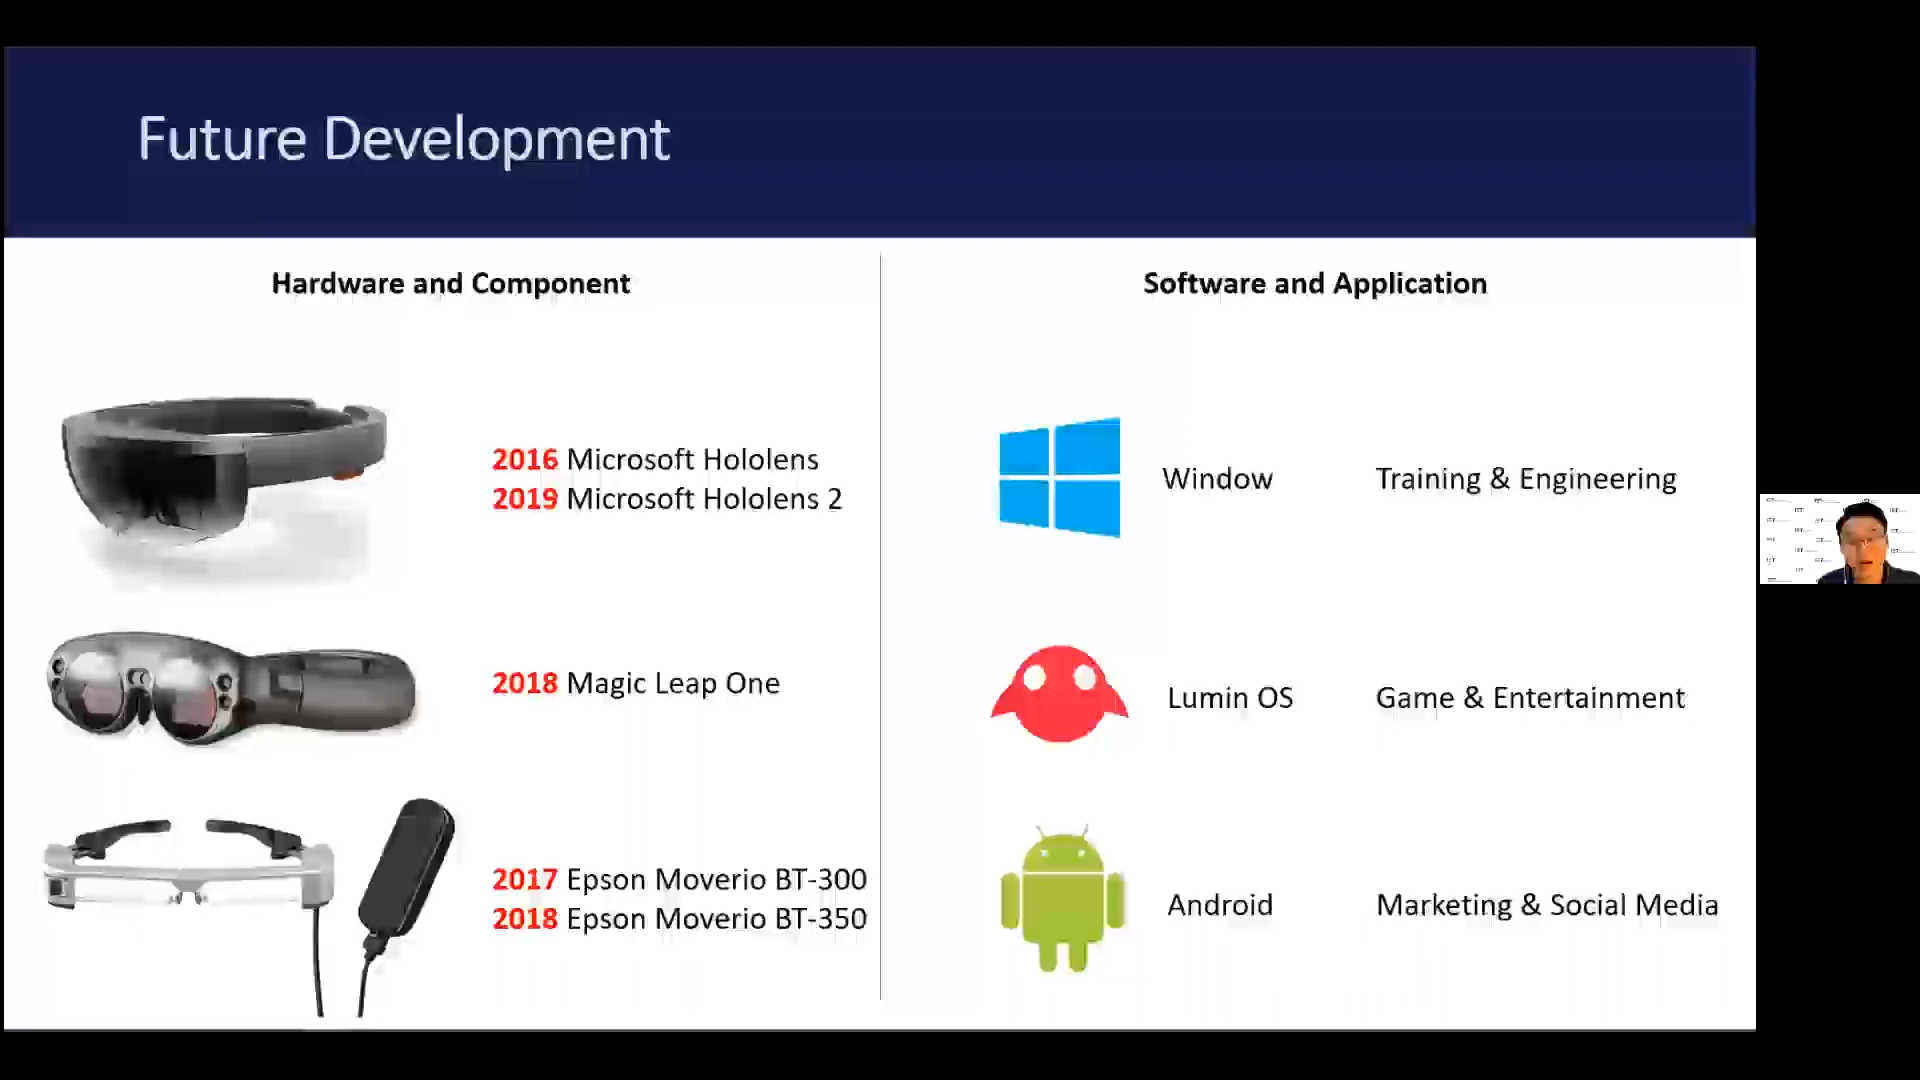 Future Development
Hardware and Component
2016 Microsoft Hololens
2019 Microsoft Hololens 2
2018 Magic Leap One
2017 Epson Moverio BT-300
2018 Epson Moverio BT-350
Software and Application
Window Training & Engineering
Lumin OS Game & Entertainment
Android Marketing & Social Media